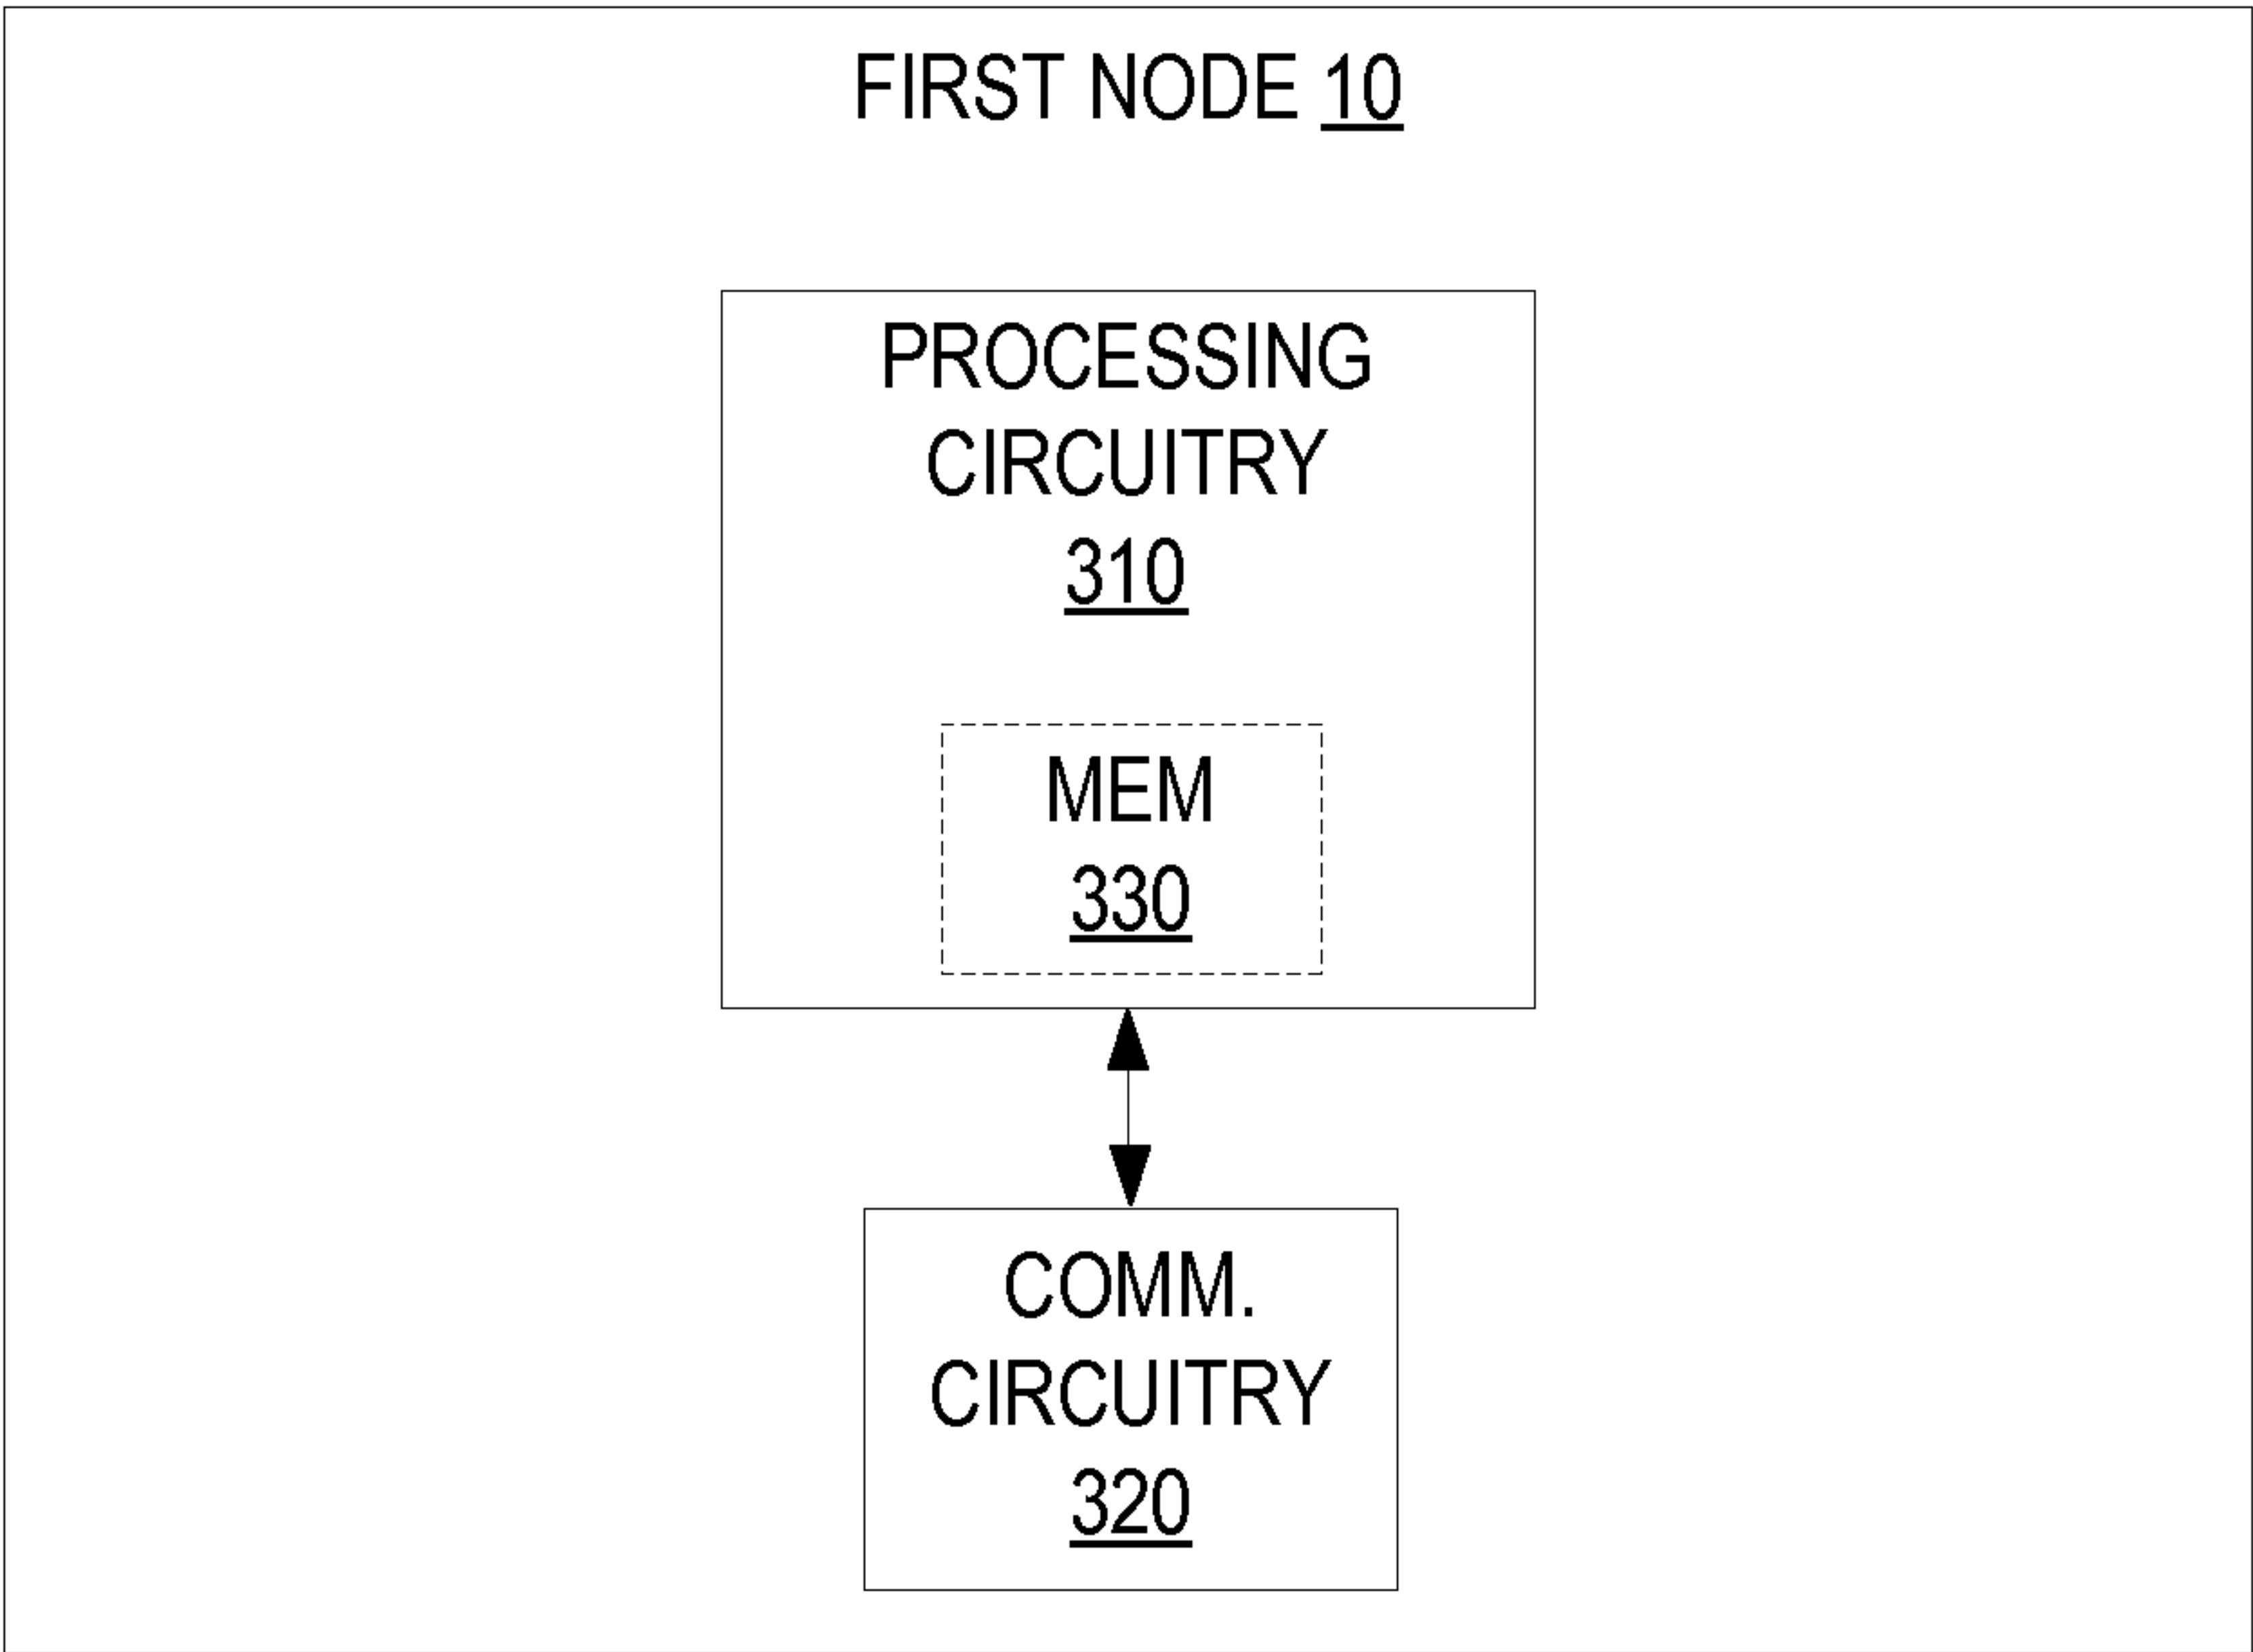 FIRST NODE 10
PROCESSING
CIRCUITRY
310
MEM
330
COMM.
CIRCUITRY
320